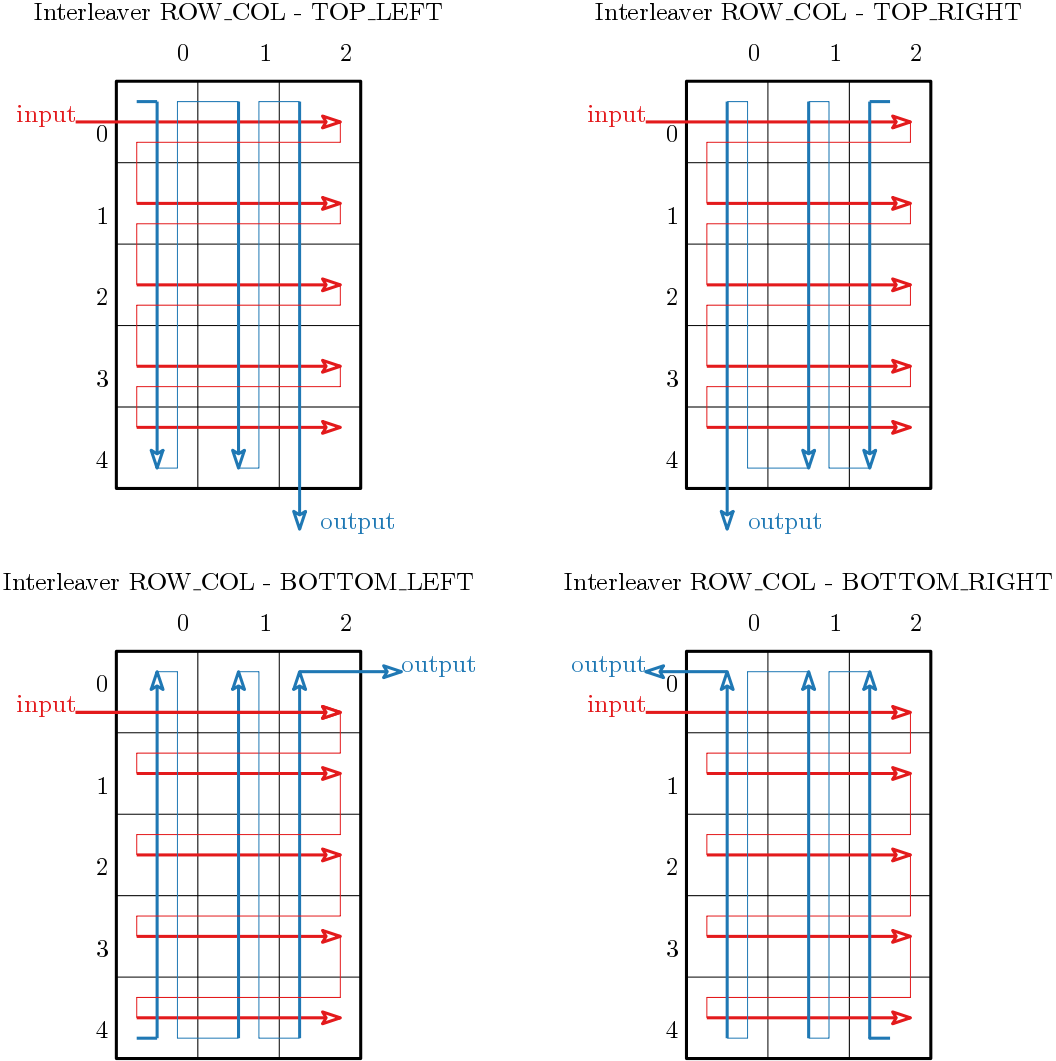 Interleaver ROW_COL - TOP_LEFT
0 1 2
input
0
1
2
3
4
output
Interleaver ROW_COL - TOP_RIGHT
0 1 2
input
0
1
2
3
4
output
Interleaver ROW_COL - BOTTOM_LEFT
0 1 2
output
0
input
1
2
3
4
Interleaver ROW_COL - BOTTOM_RIGHT
0 1 2
output
0
input
1
2
3
4